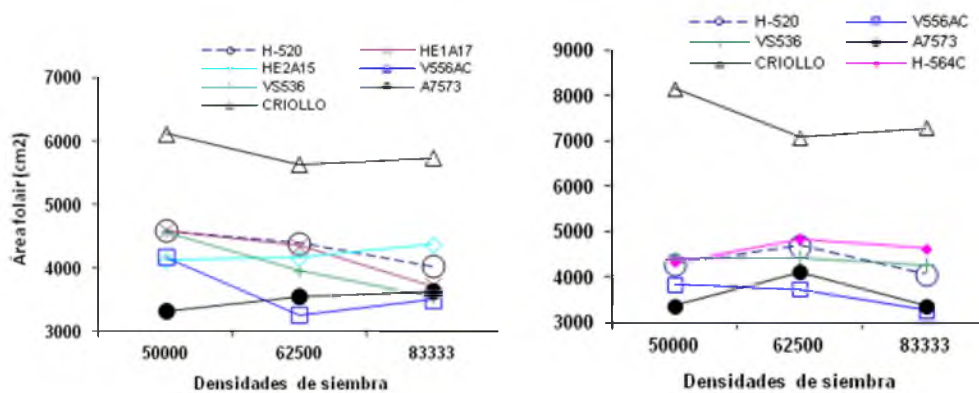 H-520 HE1A17
HE2A15 V556AC
VS536 A7573
CRIOLLO
7000
6000
5000
4000
3000
Área folair (cm2)
50000 62500 83333
Densidades de siembra
H-520 V556AC
VS536 A7573
CRIOLLO H-564C
9000
8000
7000
6000
5000
4000
3000
50000 62500 83333
Densidades de siembra